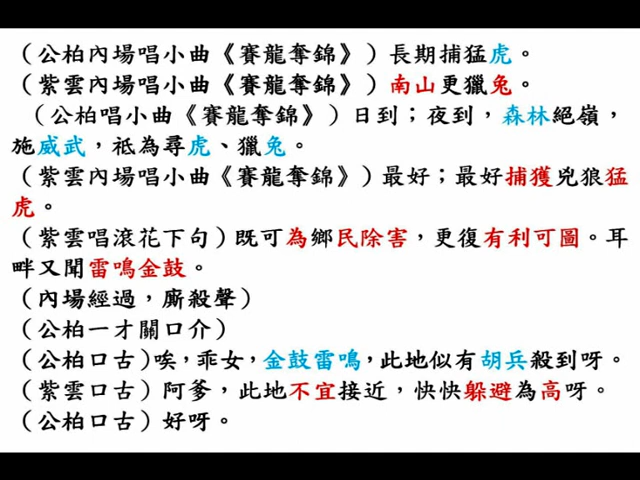 （公柏內場唱小曲《賽龍奪錦》）長期捕猛虎。
（紫雲內場唱小曲《賽龍奪錦》）南山更獵兔。
（公柏唱小曲《賽龍奪錦》）日到；夜到，森林絕嶺，
施威武，祇為尋虎、獵兔。
（紫雲內場唱小曲《賽龍奪錦》）最好；最好捕獲兇狼猛
虎。
（紫雲唱滾花下句）既可為鄉民除害，更復有利可圖。耳
畔又聞雷鳴金鼓。
（內場經過，廝殺聲）
（公柏一才關口介）
（公柏口古）唉，乖女，金鼓雷鳴，此地似有胡兵殺到呀。
（紫雲口古）阿爹，此地不宜接近，快快躲避為高呀。
（公柏口古）好呀。